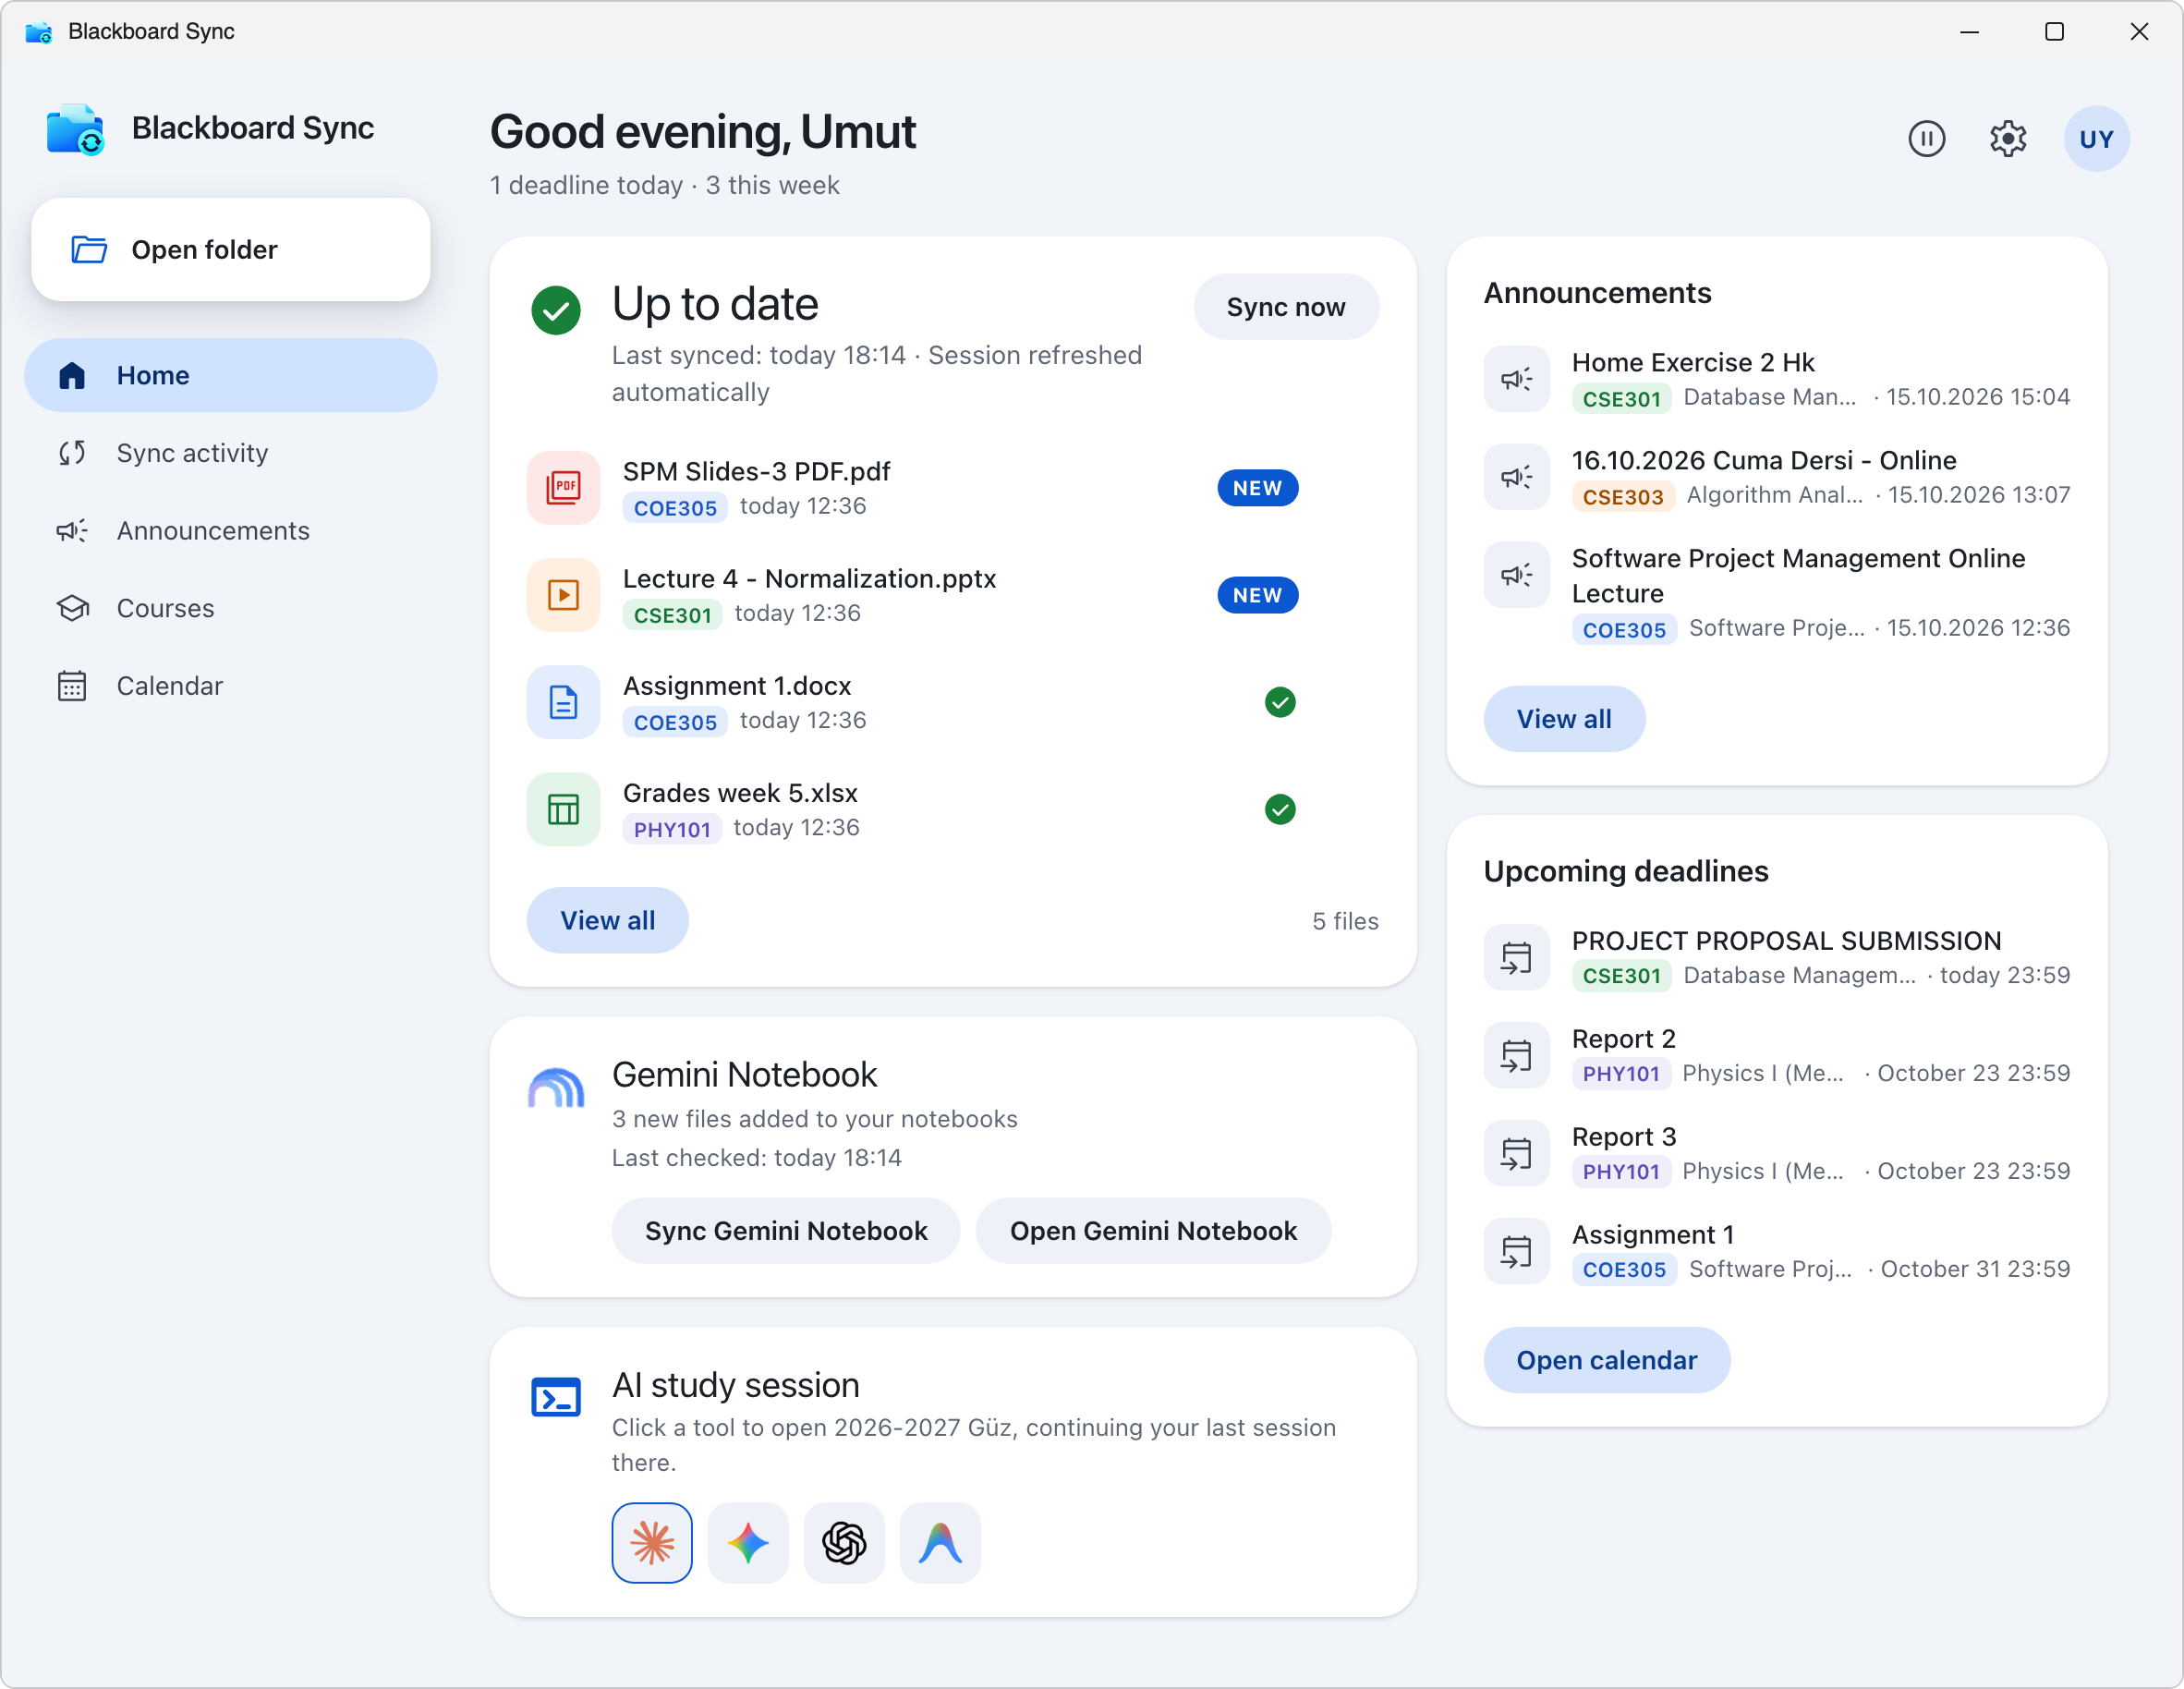 Blackboard Sync
Blackboard Sync
Open folder
Home
Sync activity
Announcements
Courses
Calendar
Good evening, Umut
1 deadline today · 3 this week
UY
Up to date
Sync now
Last synced: today 18:14 · Session refreshed
automatically
PDF
SPM Slides-3 PDF.pdf
COE305 today 12:36
NEW
Lecture 4 - Normalization.pptx
CSE301 today 12:36
NEW
Assignment 1.docx
COE305 today 12:36
Grades week 5.xlsx
PHY101 today 12:36
View all
5 files
Gemini Notebook
3 new files added to your notebooks
Last checked: today 18:14
Sync Gemini Notebook
Open Gemini Notebook
AI study session
Click a tool to open 2026-2027 Güz, continuing your last session
there.
Announcements
Home Exercise 2 Hk
CSE301 Database Man... · 15.10.2026 15:04
16.10.2026 Cuma Dersi - Online
CSE303 Algorithm Anal... · 15.10.2026 13:07
Software Project Management Online
Lecture
COE305 Software Proje... · 15.10.2026 12:36
View all
Upcoming deadlines
PROJECT PROPOSAL SUBMISSION
CSE301 Database Managem... · today 23:59
Report 2
PHY101 Physics I (Me... · October 23 23:59
Report 3
PHY101 Physics I (Me... · October 23 23:59
Assignment 1
COE305 Software Proj... · October 31 23:59
Open calendar